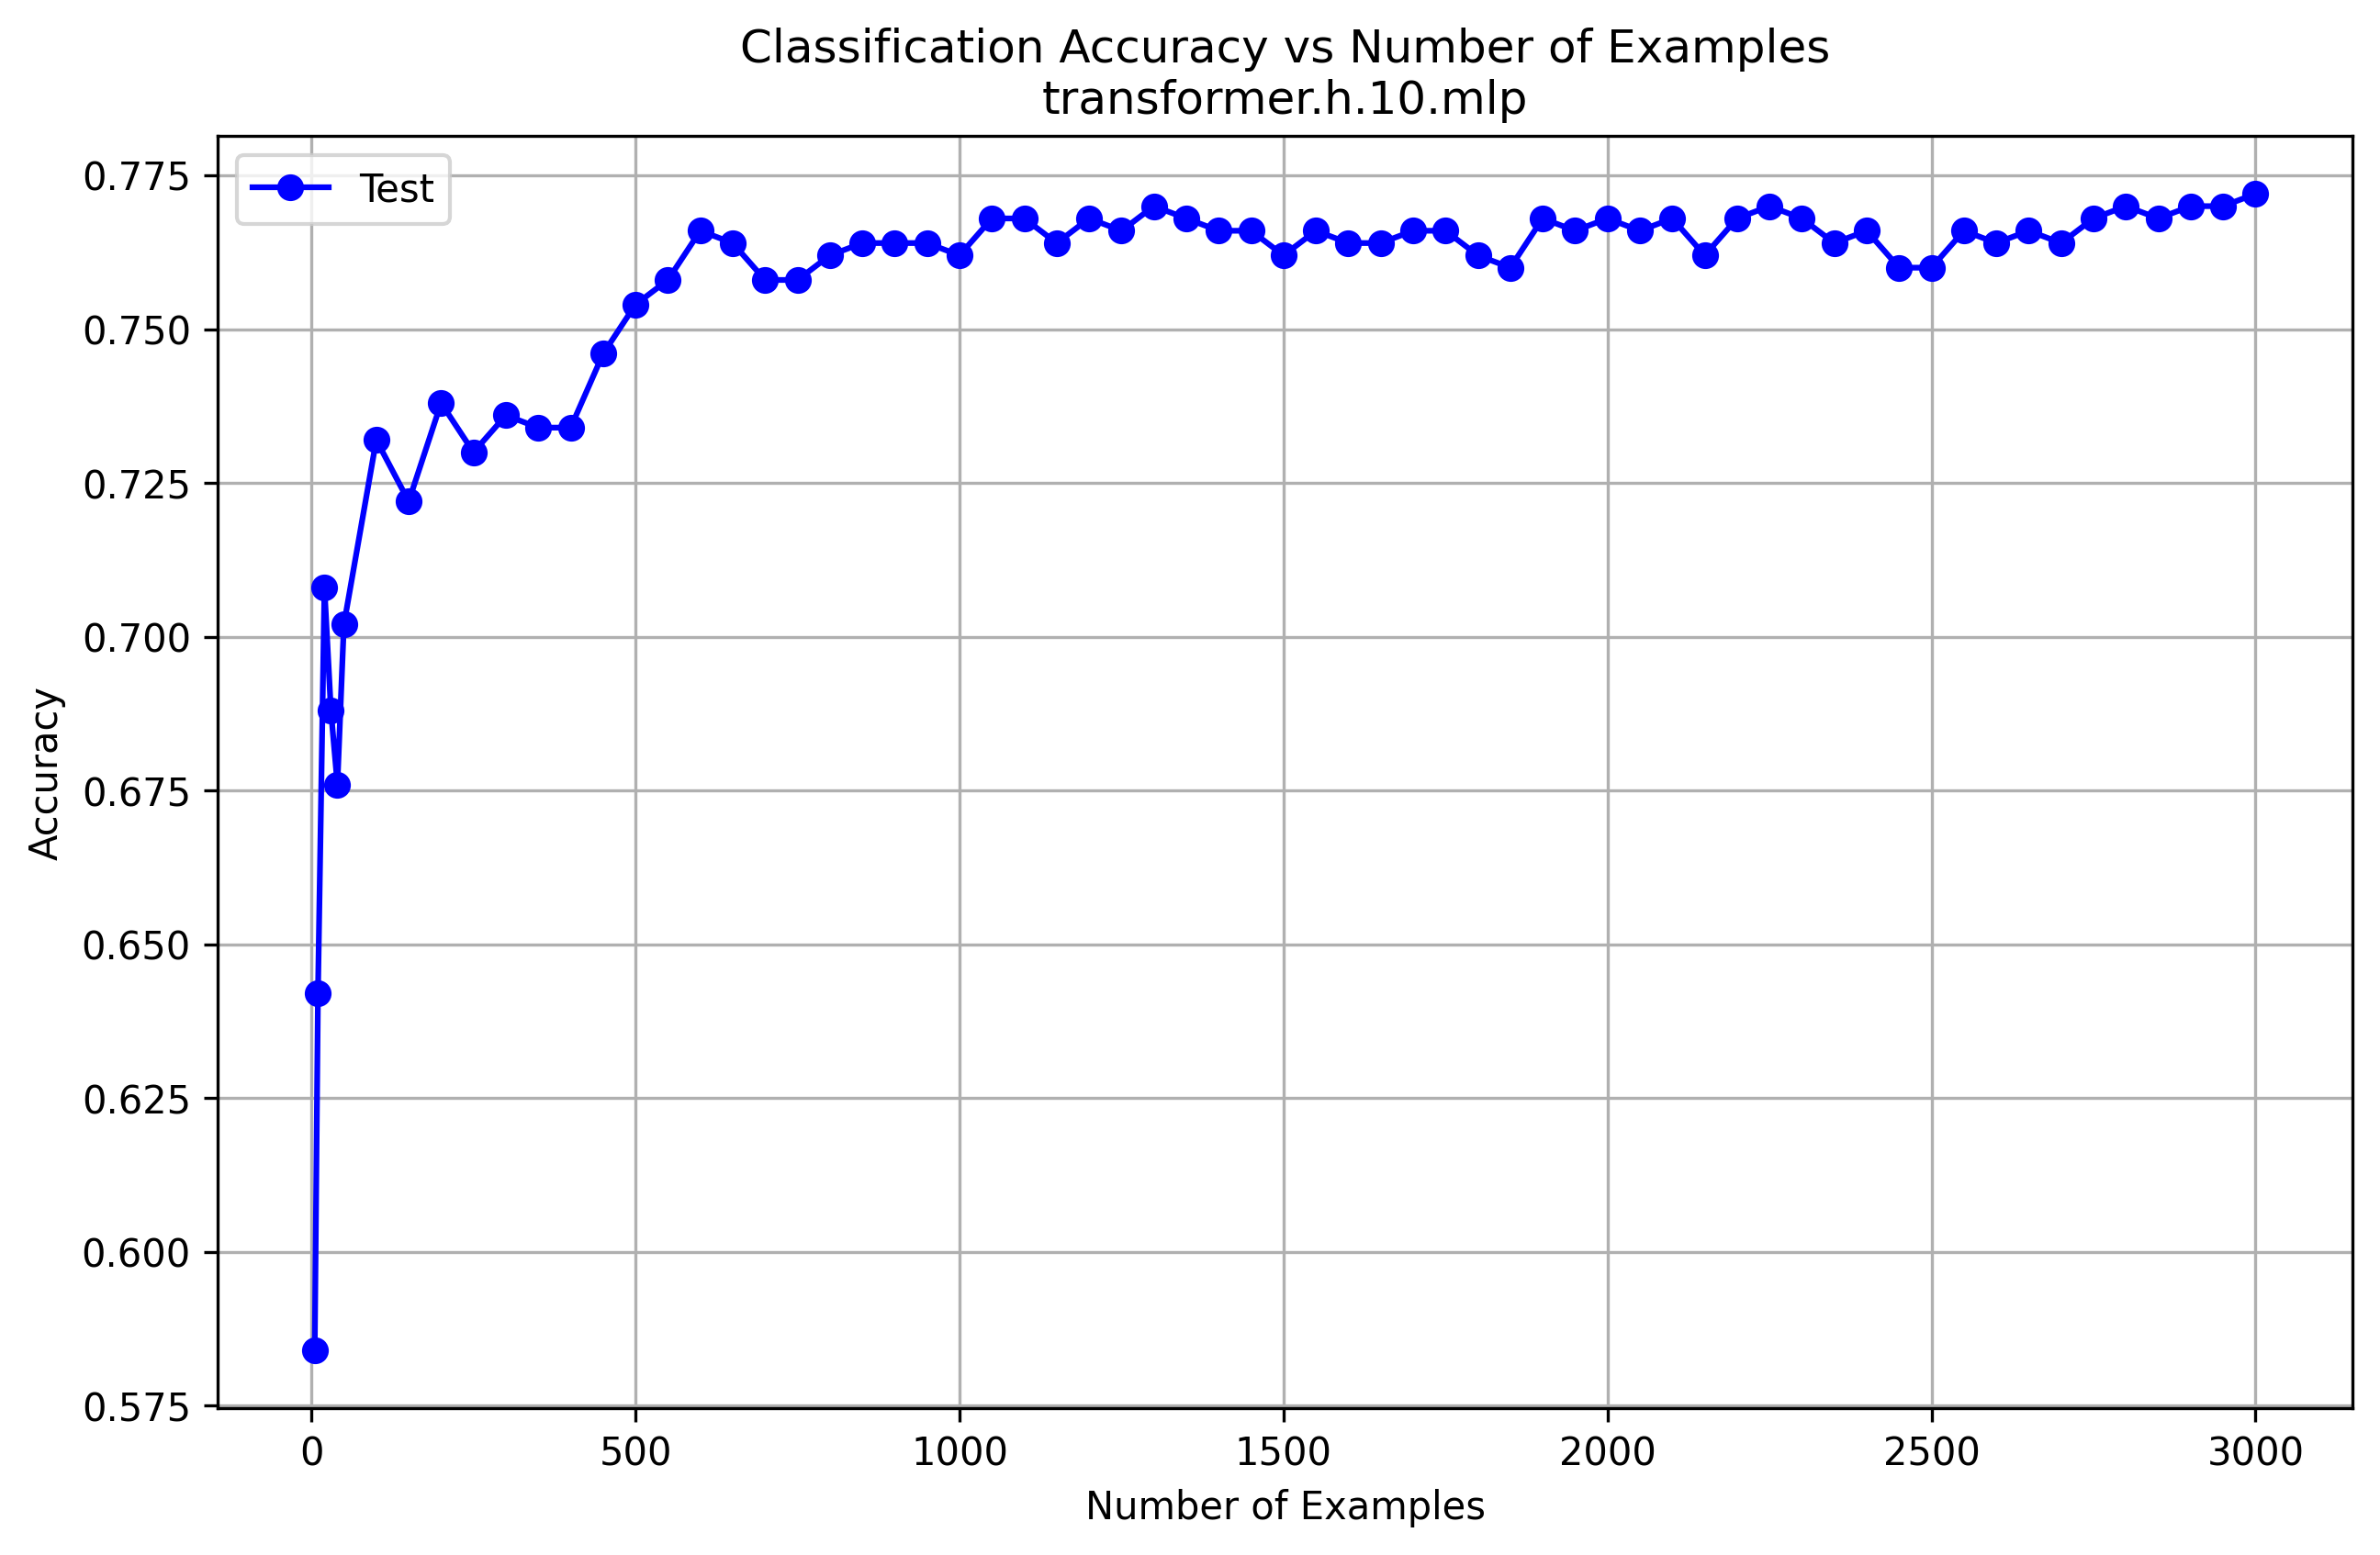 Classification Accuracy vs Number of Examples
transformer.h.10.mlp
Test
0.775
0.750
0.725
0.700
0.675
0.650
0.625
0.600
0.575
Accuracy
0 500 1000 1500 2000 2500 3000
Number of Examples